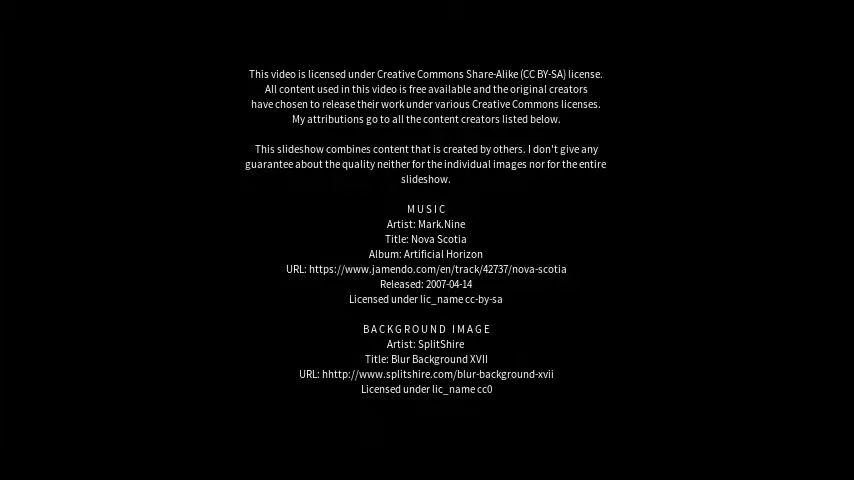 This video is licensed under Creative Commons Share-Alike (CC BY-SA) license.
All content used in this video is free available and the original creators
have chosen to release their work under various Creative Commons licenses.
My attributions go to all the content creators listed below.
This slideshow combines content that is created by others. I don't give any
guarantee about the quality neither for the individual images nor for the entire
slideshow.
MUSIC
Artist: Mark.Nine
Title: Nova Scotia
Album: Artificial Horizon
URL: https://www.jamendo.com/en/track/42737/nova-scotia
Released: 2007-04-14
Licensed under lic_name cc-by-sa
BACKGROUND IMAGE
Artist: SplitShire
Title: Blur Background XVII
URL: hhttp://www.splitshire.com/blur-background-xvii
Licensed under lic_name cc0